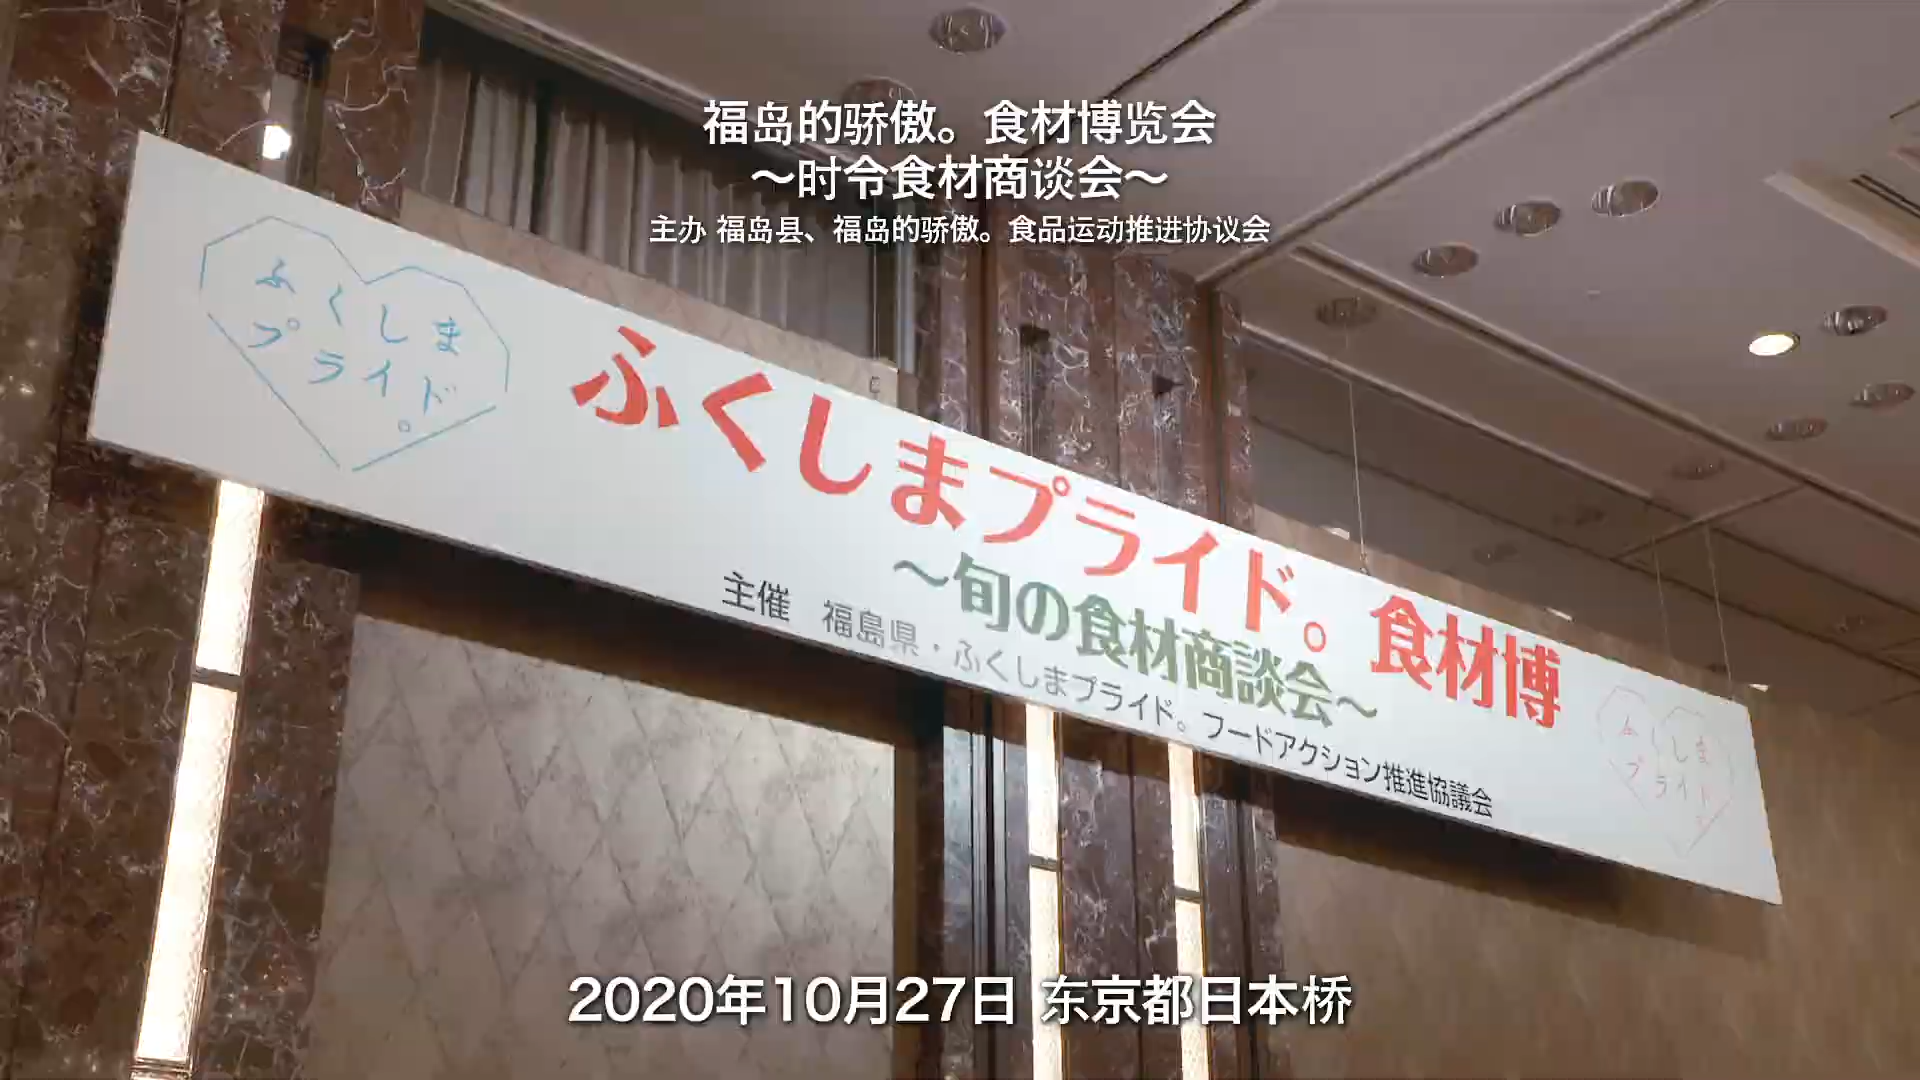 福岛的骄傲。食材博览会
～时令食材商谈会～
主办 福岛县、福岛的骄傲。食品运动推进协议会
ふくしま
プライド。
ふくしまプライド。食材博
～旬の食材商談会～
主催 福島県・ふくしまプライド。フードアクション推進協議会
ふくしま
プライド。
2020年10月27日 东京都日本桥